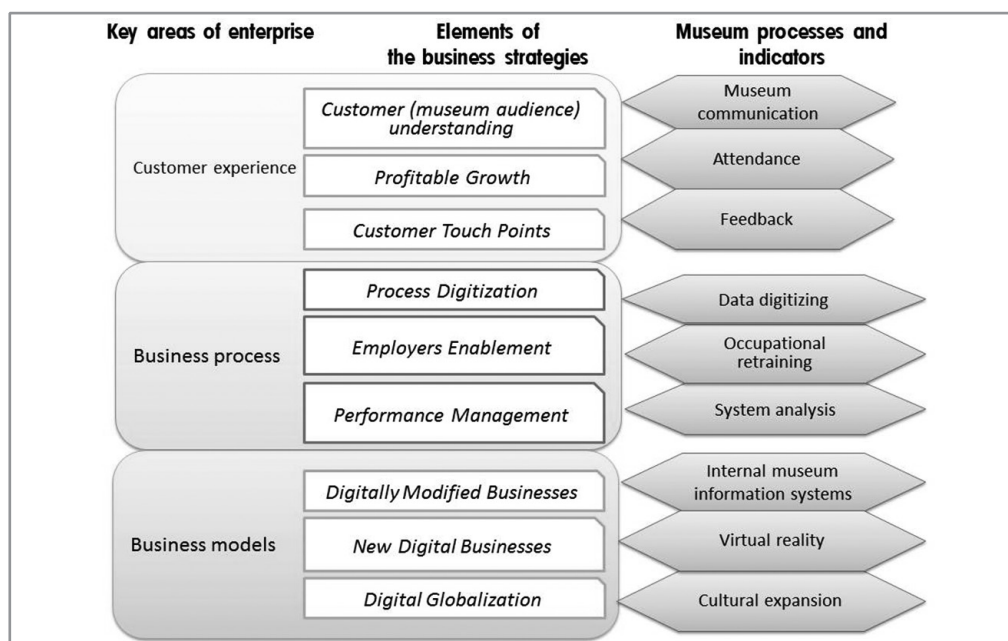 Key areas of enterprise
Elements of
the business strategies
Museum processes and
indicators
Customer experience
Customer (museum audience)
understanding
Museum
communication
Profitable Growth
Attendance
Customer Touch Points
Feedback
Business process
Process Digitization
Data digitizing
Employers Enablement
Occupational
retraining
Performance Management
System analysis
Business models
Digitally Modified Businesses
Internal museum
information systems
New Digital Businesses
Virtual reality
Digital Globalization
Cultural expansion